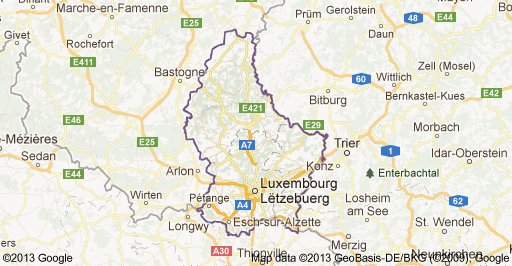 Marche-en-Famenne
Prüm
Gerolstein
48
Givet
Rochefort
E25
Daun
Zell (Mosel)
E411
Bastogne
60
Wittlich
E421
Bitburg
Bernkastel-Kues
E42
E46
E25
E29
Trier
Morbach
-Mézières
A7
1
Idar-Oberstein
Sedan
Arlon
Konz
Enterbachtal
Wirten
Luxembourg
Lëtzebuerg
Losheim
am See
62
Pétange
A4
St. Wendel
Longwy
Esch-sur-Alzette
Merzig
A30
Thionville
Neunkirchen
©2013 Google
Map data ©2013 GeoBasis-DE/BKG (©2009), Google